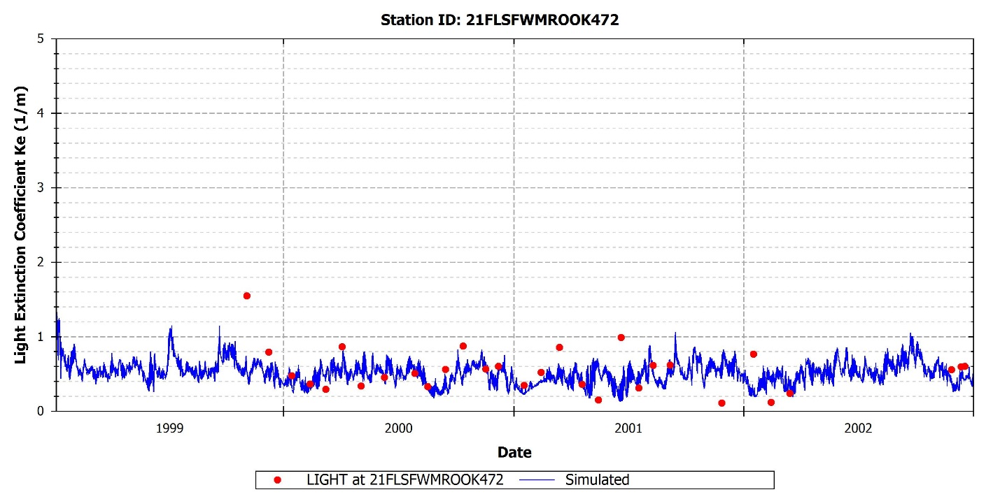 Station ID: 21FLSFWMROOK472
Light Extinction Coefficient Ke (1/m)
5
4
3
2
1
0
1999 2000 2001 2002
Date
LIGHT at 21FLSFWMROOK472 Simulated